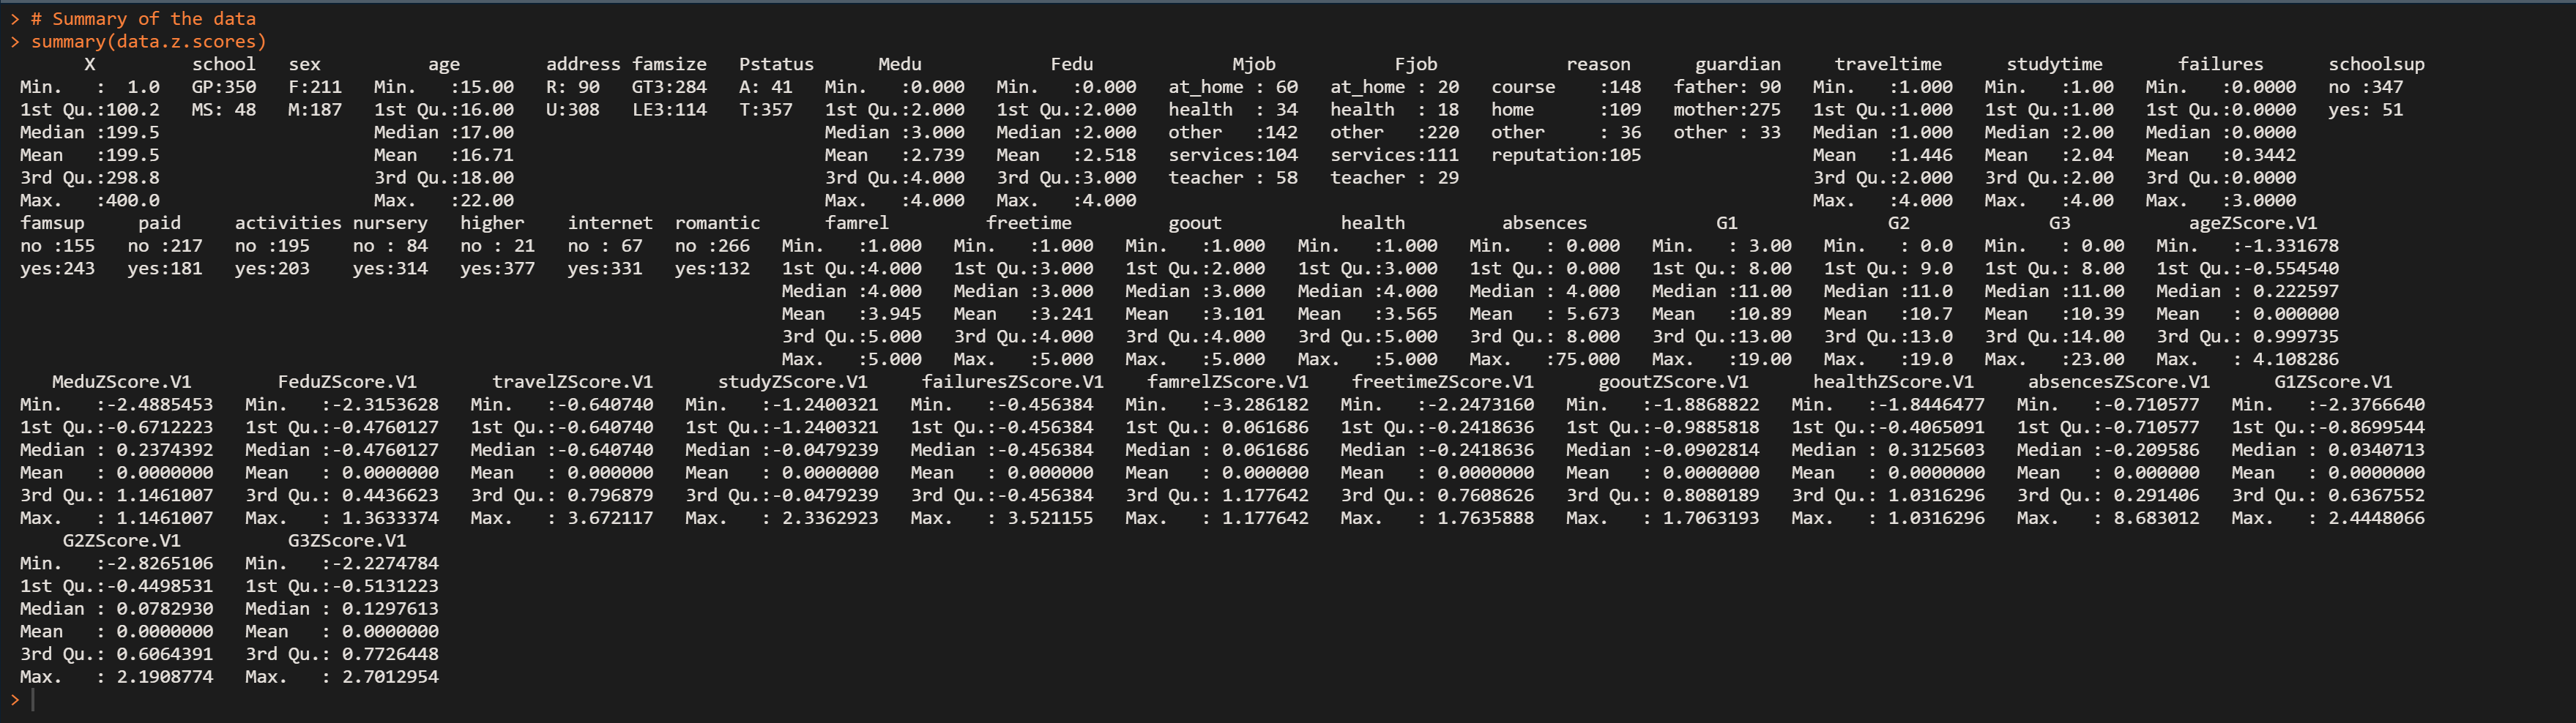 > # Summary of the data
> summary(data.z.scores)
X school sex age address famsize Pstatus Medu Fedu Mjob Fjob reason guardian traveltime studytime failures schoolsup
Min. : 1.0 GP:350 F:211 Min. :15.00 R: 90 GT3:284 A: 41 Min. :0.000 Min. :0.000 at_home : 60 at_home : 20 course :148 father: 90 Min. :1.000 Min. :1.00 Min. :0.0000 no :347
1st Qu.:100.2 MS: 48 M:187 1st Qu.:16.00 U:308 LE3:114 T:357 1st Qu.:2.000 1st Qu.:2.000 health : 34 health : 18 home :109 mother:275 1st Qu.:1.000 1st Qu.:1.00 1st Qu.:0.0000 yes: 51
Median :199.5 Median :17.00 Median :3.000 Median :2.000 other :142 other :220 other : 36 other : 33 Median :1.000 Median :2.00 Median :0.0000
Mean :199.5 Mean :16.71 Mean :2.739 Mean :2.518 services:104 services:111 reputation:105 Mean :1.446 Mean :2.04 Mean :0.3442
3rd Qu.:298.8 3rd Qu.:18.00 3rd Qu.:4.000 3rd Qu.:3.000 teacher : 58 teacher : 29 3rd Qu.:2.000 3rd Qu.:2.00 3rd Qu.:0.0000
Max. :400.0 Max. :22.00 Max. :4.000 Max. :4.000 Max. :4.000 Max. :4.00 Max. :3.0000
famsup paid activities nursery higher internet romantic famrel freetime goout health absences G1 G2 G3 ageZScore.V1
no :155 no :217 no :195 no : 84 no : 21 no : 67 no :266 Min. :1.000 Min. :1.000 Min. :1.000 Min. :1.000 Min. : 0.000 Min. : 3.00 Min. : 0.0 Min. : 0.00 Min. :-1.331678
yes:243 yes:181 yes:203 yes:314 yes:377 yes:331 yes:132 1st Qu.:4.000 1st Qu.:3.000 1st Qu.:2.000 1st Qu.:3.000 1st Qu.: 0.000 1st Qu.: 8.00 1st Qu.: 9.0 1st Qu.: 8.00 1st Qu.:-0.554540
Median :4.000 Median :3.000 Median :3.000 Median :4.000 Median : 4.000 Median :11.00 Median :11.0 Median :11.00 Median : 0.222597
Mean :3.945 Mean :3.241 Mean :3.101 Mean :3.565 Mean : 5.673 Mean :10.89 Mean :10.7 Mean :10.39 Mean : 0.000000
3rd Qu.:5.000 3rd Qu.:4.000 3rd Qu.:4.000 3rd Qu.:5.000 3rd Qu.: 8.000 3rd Qu.:13.00 3rd Qu.:13.0 3rd Qu.:14.00 3rd Qu.: 0.999735
Max. :5.000 Max. :5.000 Max. :5.000 Max. :5.000 Max. :75.000 Max. :19.00 Max. :19.0 Max. :23.00 Max. : 4.108286
MeduZScore.V1 FeduZScore.V1 travelZScore.V1 studyZScore.V1 failuresZScore.V1 famrelZScore.V1 freetimeZScore.V1 gooutZScore.V1 healthZScore.V1 absencesZScore.V1 G1ZScore.V1
Min. :-2.4885453 Min. :-2.3153628 Min. :-0.640740 Min. :-1.2400321 Min. :-0.456384 Min. :-3.286182 Min. :-2.2473160 Min. :-1.8868822 Min. :-1.8446477 Min. :-0.710577 Min. :-2.3766640
1st Qu.:-0.6712223 1st Qu.:-0.4760127 1st Qu.:-0.640740 1st Qu.:-1.2400321 1st Qu.:-0.456384 1st Qu.: 0.061686 1st Qu.:-0.2418636 1st Qu.:-0.9885818 1st Qu.:-0.4065091 1st Qu.:-0.710577 1st Qu.:-0.8699544
Median : 0.2374392 Median :-0.4760127 Median :-0.640740 Median :-0.0479239 Median :-0.456384 Median : 0.061686 Median :-0.2418636 Median :-0.0902814 Median : 0.3125603 Median :-0.209586 Median : 0.0340713
Mean : 0.0000000 Mean : 0.0000000 Mean : 0.000000 Mean : 0.0000000 Mean : 0.000000 Mean : 0.000000 Mean : 0.0000000 Mean : 0.0000000 Mean : 0.0000000 Mean : 0.000000 Mean : 0.0000000
3rd Qu.: 1.1461007 3rd Qu.: 0.4436623 3rd Qu.: 0.796879 3rd Qu.:-0.0479239 3rd Qu.:-0.456384 3rd Qu.: 1.177642 3rd Qu.: 0.7608626 3rd Qu.: 0.8080189 3rd Qu.: 1.0316296 3rd Qu.: 0.291406 3rd Qu.: 0.6367552
Max. : 1.1461007 Max. : 1.3633374 Max. : 3.672117 Max. : 2.3362923 Max. : 3.521155 Max. : 1.177642 Max. : 1.7635888 Max. : 1.7063193 Max. : 1.0316296 Max. : 8.683012 Max. : 2.4448066
G2ZScore.V1 G3ZScore.V1
Min. :-2.8265106 Min. :-2.2274784
1st Qu.:-0.4498531 1st Qu.:-0.5131223
Median : 0.0782930 Median : 0.1297613
Mean : 0.0000000 Mean : 0.0000000
3rd Qu.: 0.6064391 3rd Qu.: 0.7726448
Max. : 2.1908774 Max. : 2.7012954
>